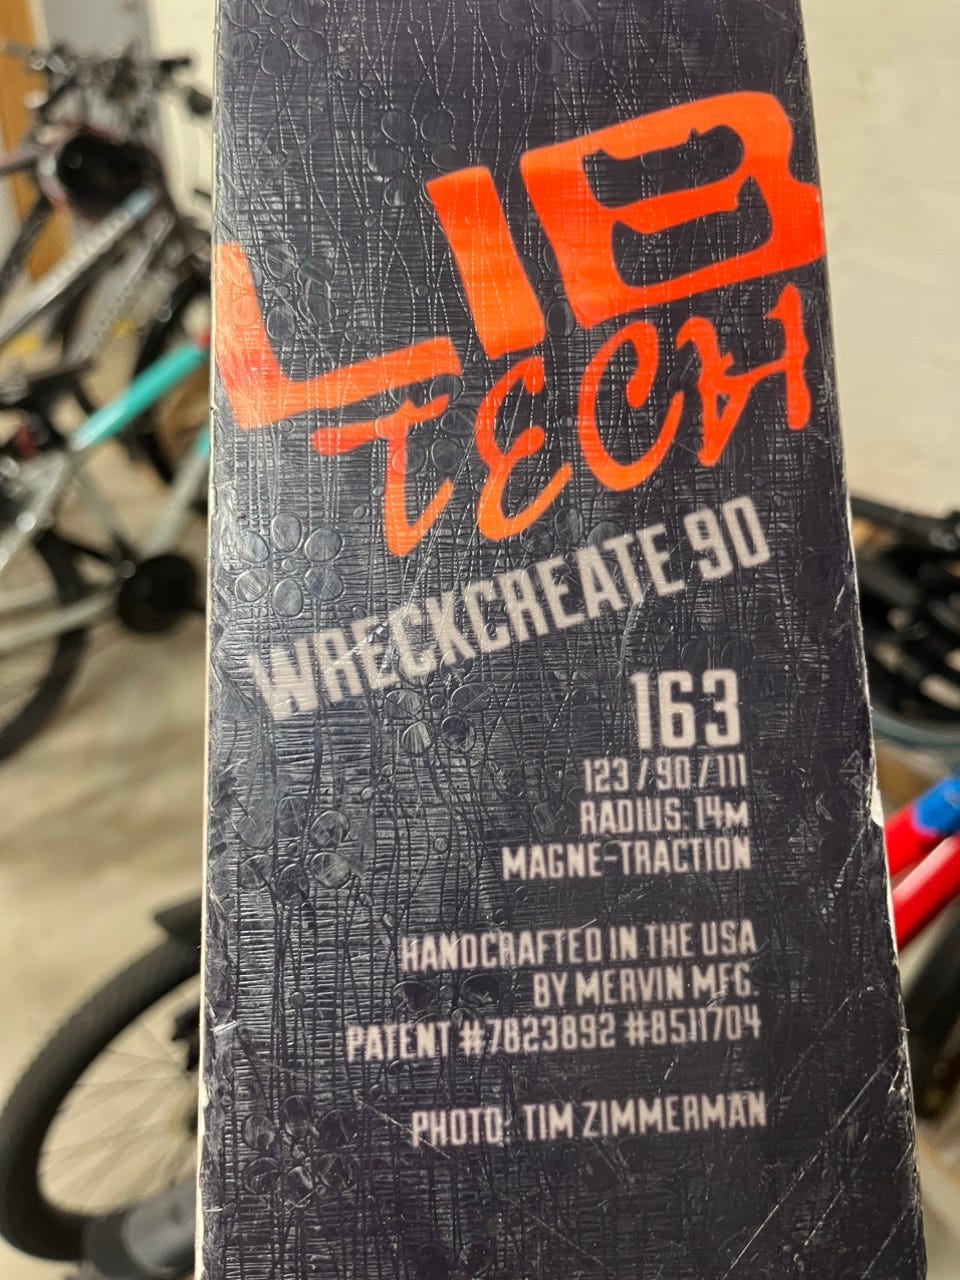 LIB
TECH
WRECKCREATE 90
163
123 / 90 / 111
RADIUS: 14M
MAGNE-TRACTION
HANDCRAFTED IN THE USA
BY MERVIN MFG.
PATENT #7823892 #8511704
PHOTO: TIM ZIMMERMAN